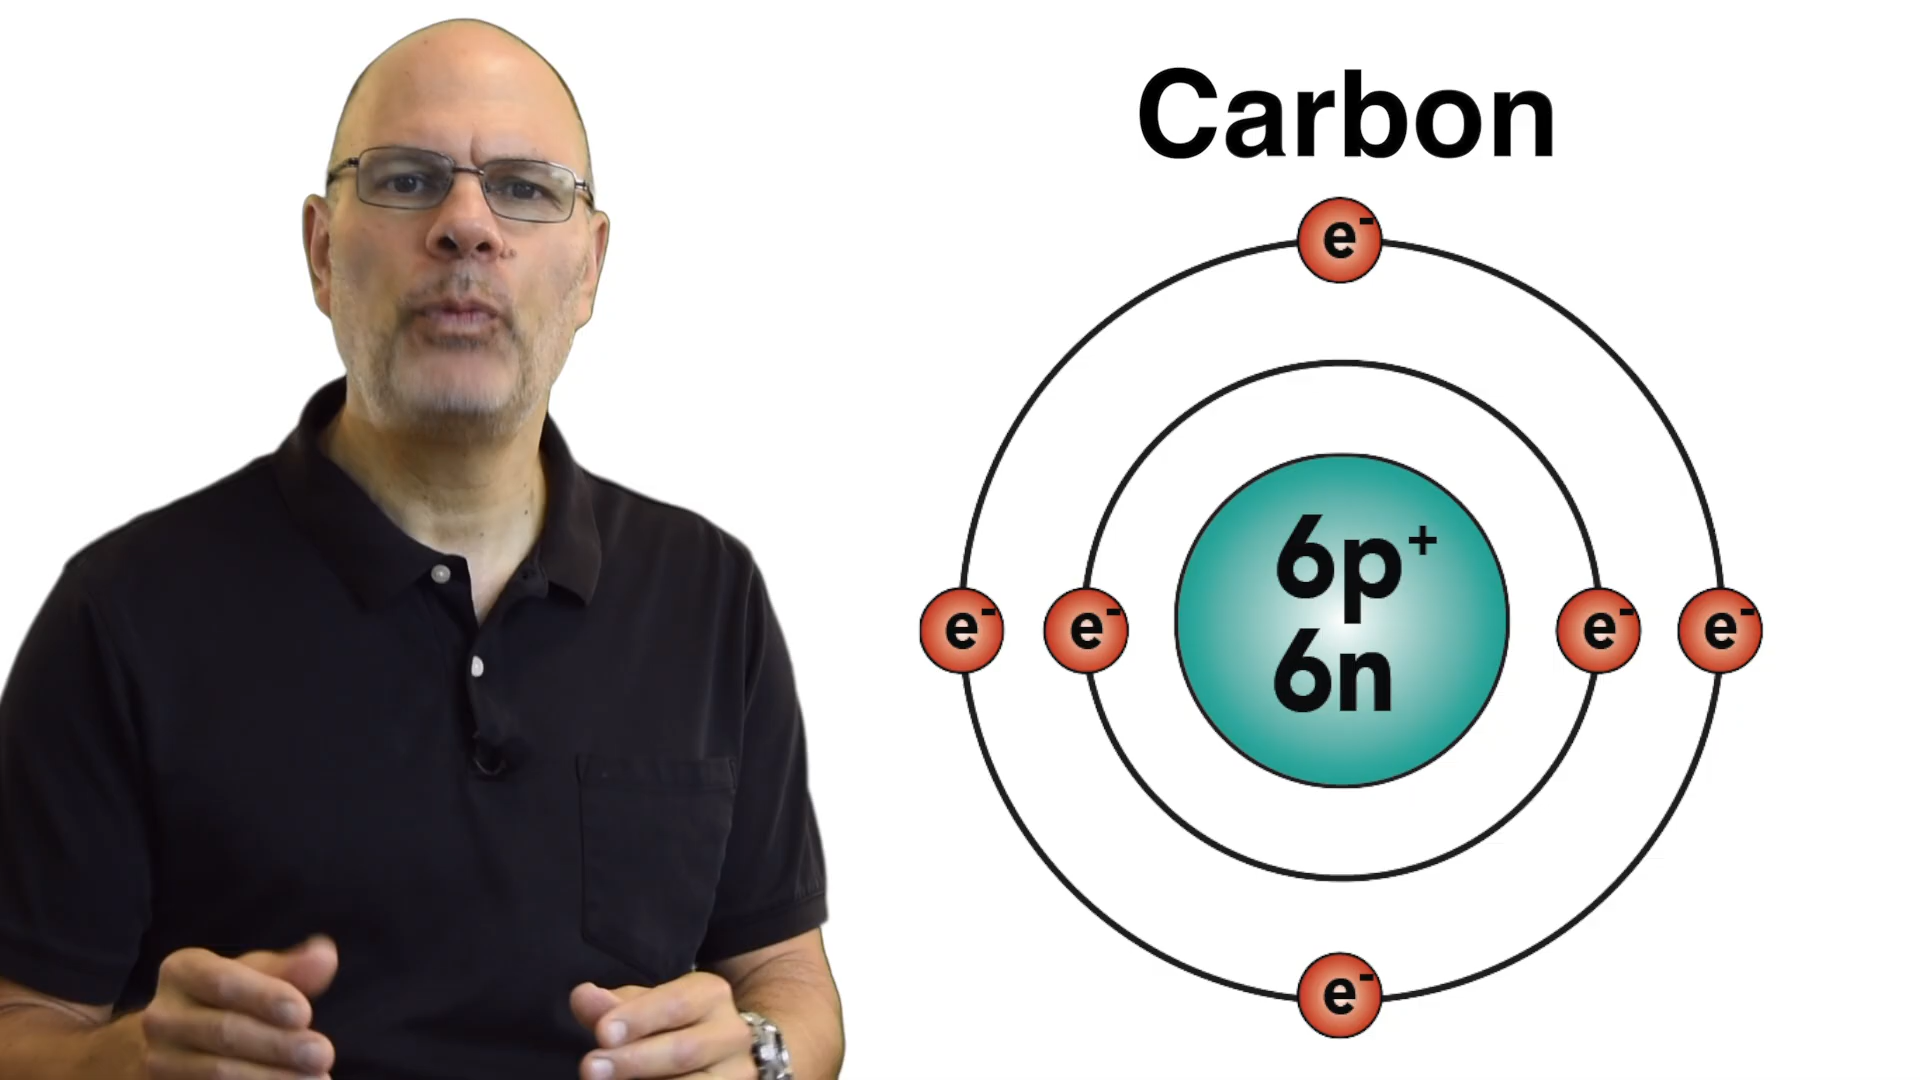 Carbon
e⁻
e⁻ e⁻ 6p⁺ e⁻ e⁻
6n
e⁻